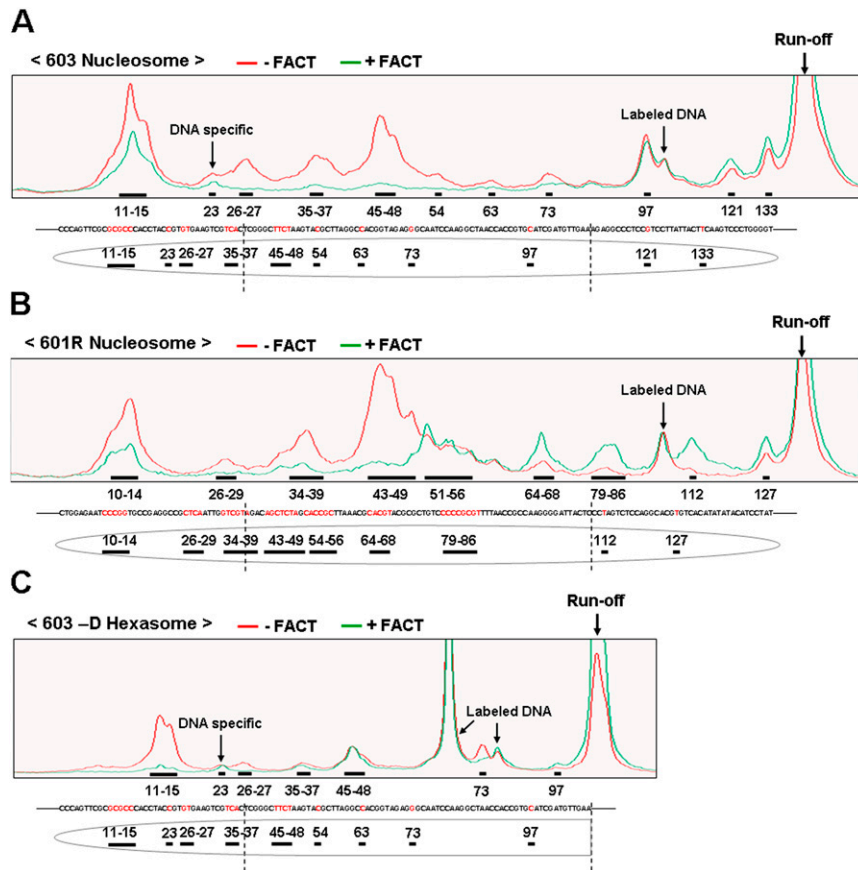 A
< 603 Nucleosome > - FACT + FACT
Run-off
DNA specific
Labeled DNA
11-15 23 26-27 35-37 45-48 54 63 73 97 121 133
CCCAGTTCGCGCGCCCACCTACCGTGTGAAGTCGTCACTCGGGCTTCTAAGTACGCTTAGGCCACGGTAGAGGGCAATCCAAGGCTAACCACCGTGCATCGATGTTGAAAGAGGCCCTCCGTCCTTATTACTTCAAGTCCCTGGGGT
11-15 23 26-27 35-37 45-48 54 63 73 97 121 133
B
< 601R Nucleosome > - FACT + FACT
Run-off
Labeled DNA
10-14 26-29 34-39 43-49 51-56 64-68 79-86 112 127
CTGGAGAATCCCGGTGCCGAGGCCGCTCAATTGGTCGTAGACAGCTCTAGCACCGCTTAAACGCACGTACGCGCTGTCCCCCGCGTTTTAACCGCCAAGGGGATTACTCCCTAGTCTCCAGGCACGTGTCACATATATACATCCTAT
10-14 26-29 34-39 43-49 54-56 64-68 79-86 112 127
C
< 603 –D Hexasome > - FACT + FACT
Run-off
DNA specific
Labeled DNA
11-15 23 26-27 35-37 45-48 73 97
CCCAGTTCGCGCGCCCACCTACCGTGTGAAGTCGTCACTCGGGCTTCTAAGTACGCTTAGGCCACGGTAGAGGGCAATCCAAGGCTAACCACCGTGCATCGATGTTGAA
11-15 23 26-27 35-37 45-48 54 63 73 97